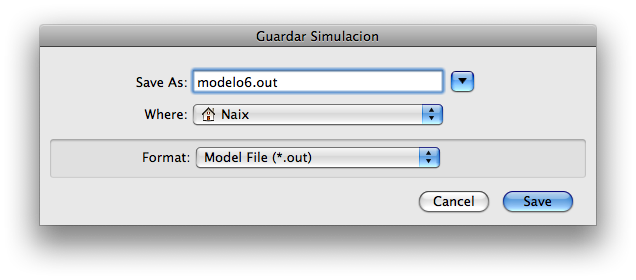 Guardar Simulacion
Save As: modelo6.out
Where: Naix
Format: Model File (*.out)
Cancel Save